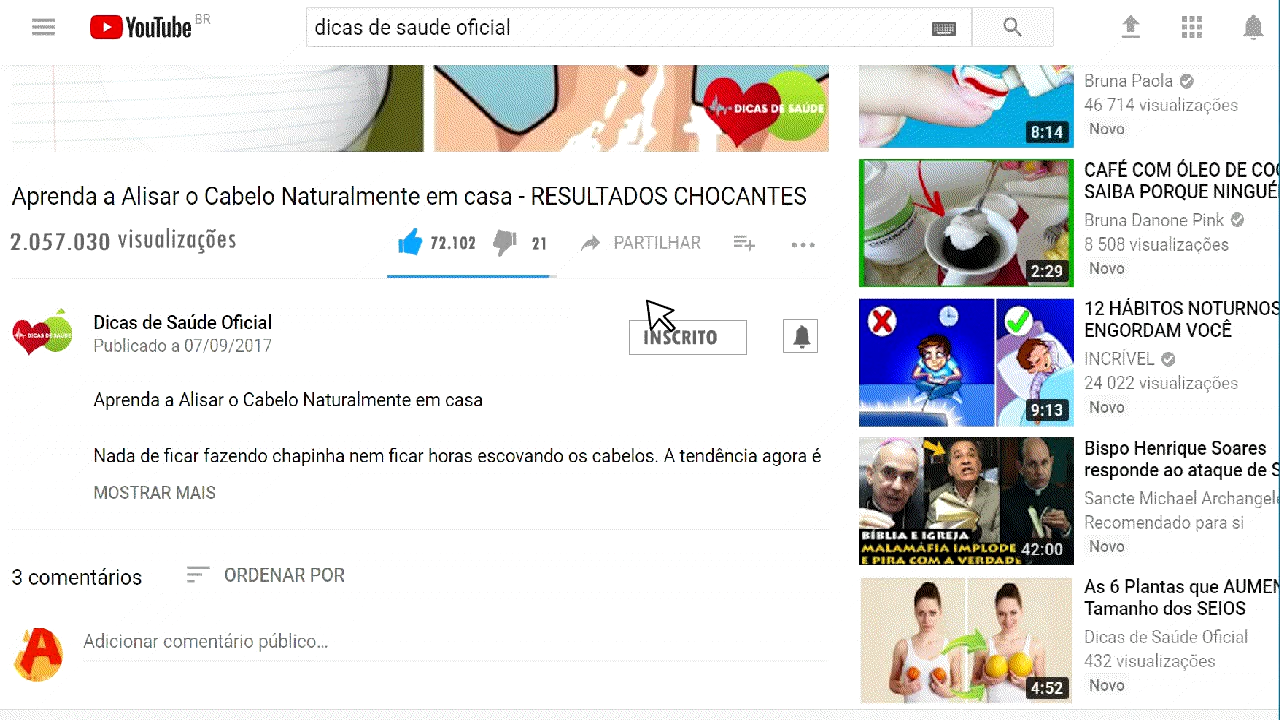 YouTube BR
dicas de saude oficial
DICAS DE SAÚDE
Aprenda a Alisar o Cabelo Naturalmente em casa - RESULTADOS CHOCANTES
2.057.030 visualizações
72.102
21
PARTILHAR
DICAS DE SAÚDE
Dicas de Saúde Oficial
Publicado a 07/09/2017
INSCRITO
Aprenda a Alisar o Cabelo Naturalmente em casa
Nada de ficar fazendo chapinha nem ficar horas escovando os cabelos. A tendência agora é
MOSTRAR MAIS
3 comentários
ORDENAR POR
A
Adicionar comentário público...
8:14
Bruna Paola
46 714 visualizações
Novo
2:29
CAFÉ COM ÓLEO DE COC
SAIBA PORQUE NINGUÉ
Bruna Danone Pink
8 508 visualizações
Novo
9:13
12 HÁBITOS NOTURNOS
ENGORDAM VOCÊ
INCRÍVEL
24 022 visualizações
Novo
BÍBLIA E IGREJA
MALAMÁFIA IMPLODE
E PIRA COM A VERDADE
42:00
Bispo Henrique Soares
responde ao ataque de S
Sancte Michael Archangele
Recomendado para si
Novo
4:52
As 6 Plantas que AUMEN
Tamanho dos SEIOS
Dicas de Saúde Oficial
432 visualizações
Novo